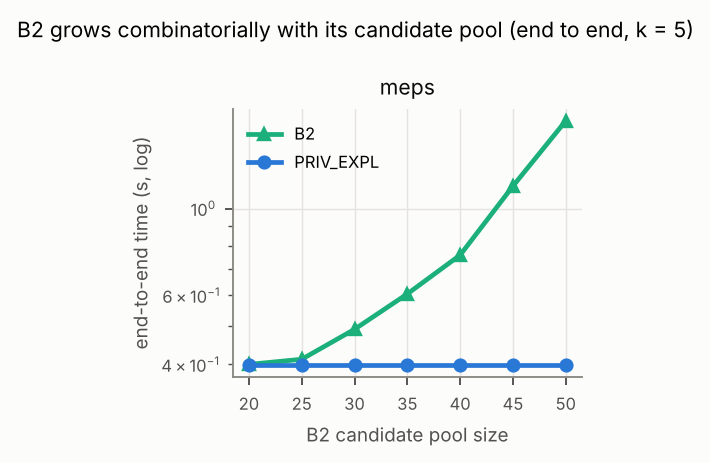 B2 grows combinatorially with its candidate pool (end to end, k = 5)
meps
B2
PRIV_EXPL
end-to-end time (s, log)
10⁰
6 × 10⁻¹
4 × 10⁻¹
20 25 30 35 40 45 50
B2 candidate pool size